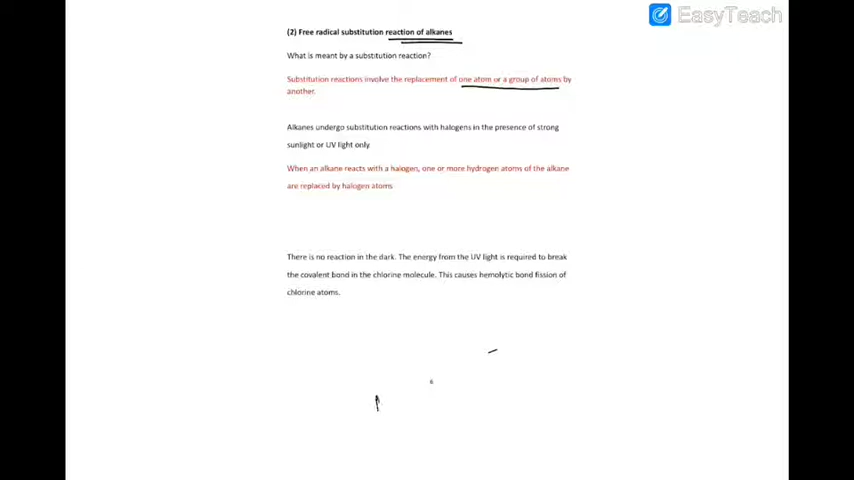 EasyTeach
(2) Free radical substitution reaction of alkanes
What is meant by a substitution reaction?
Substitution reactions involve the replacement of one atom or a group of atoms by
another.
Alkanes undergo substitution reactions with halogens in the presence of strong
sunlight or UV light only
When an alkane reacts with a halogen, one or more hydrogen atoms of the alkane
are replaced by halogen atoms
There is no reaction in the dark. The energy from the UV light is required to break
the covalent bond in the chlorine molecule. This causes hemolytic bond fission of
chlorine atoms.